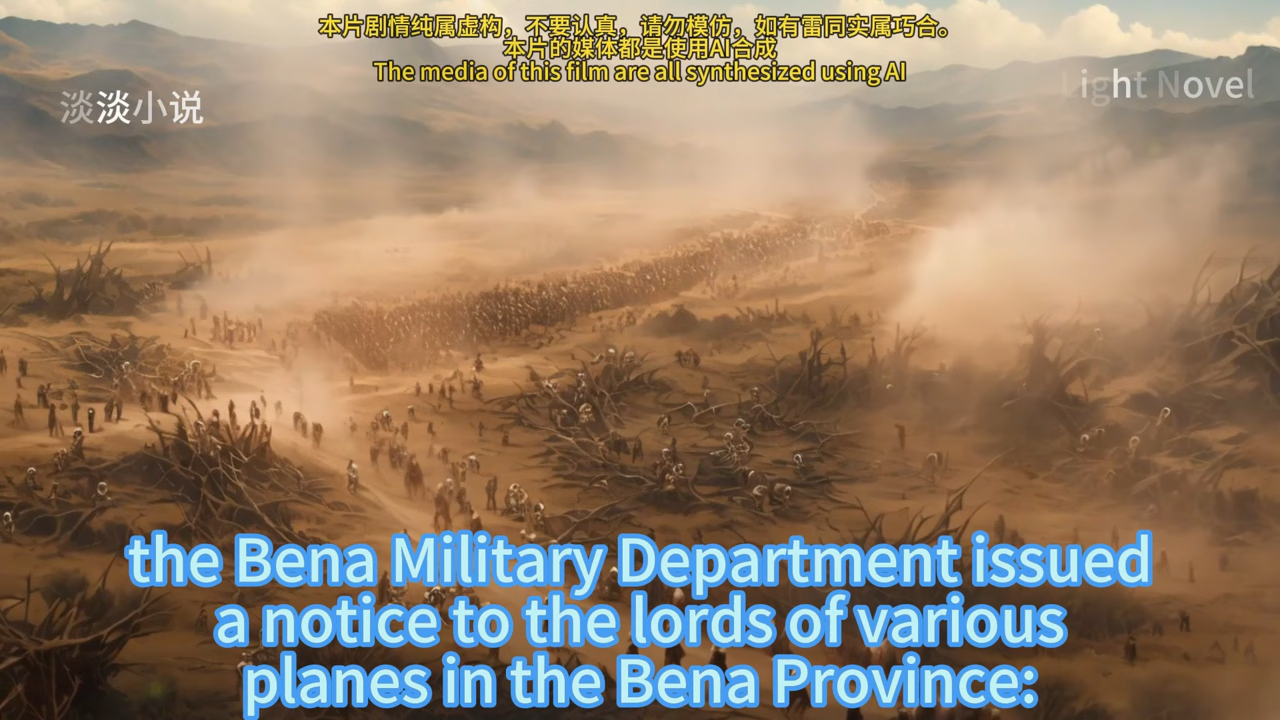 本片剧情纯属虚构，不要认真，请勿模仿，如有雷同实属巧合。
本片的媒体都是使用AI合成
The media of this film are all synthesized using AI
淡淡小说
Light Novel
the Bena Military Department issued
a notice to the lords of various
planes in the Bena Province: